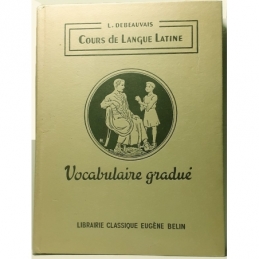 L. DEBEAUVAIS
COURS DE LANGUE LATINE
Vocabulaire gradué
LIBRAIRIE CLASSIQUE EUGÈNE BELIN